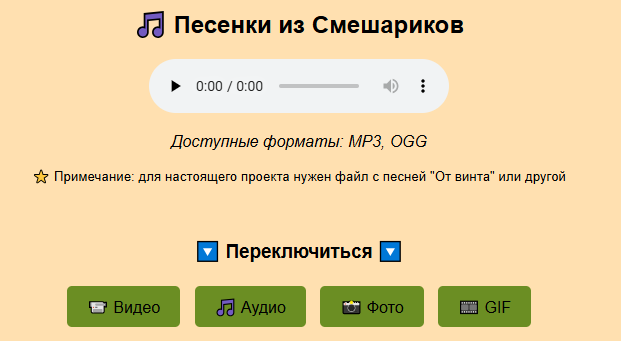 🎵 Песенки из Смешариков
0:00 / 0:00
Доступные форматы: MP3, OGG
⭐ Примечание: для настоящего проекта нужен файл с песней "От винта" или другой
🔽 Переключиться 🔽
📹 Видео 🎵 Аудио 📸 Фото 🎞️ GIF